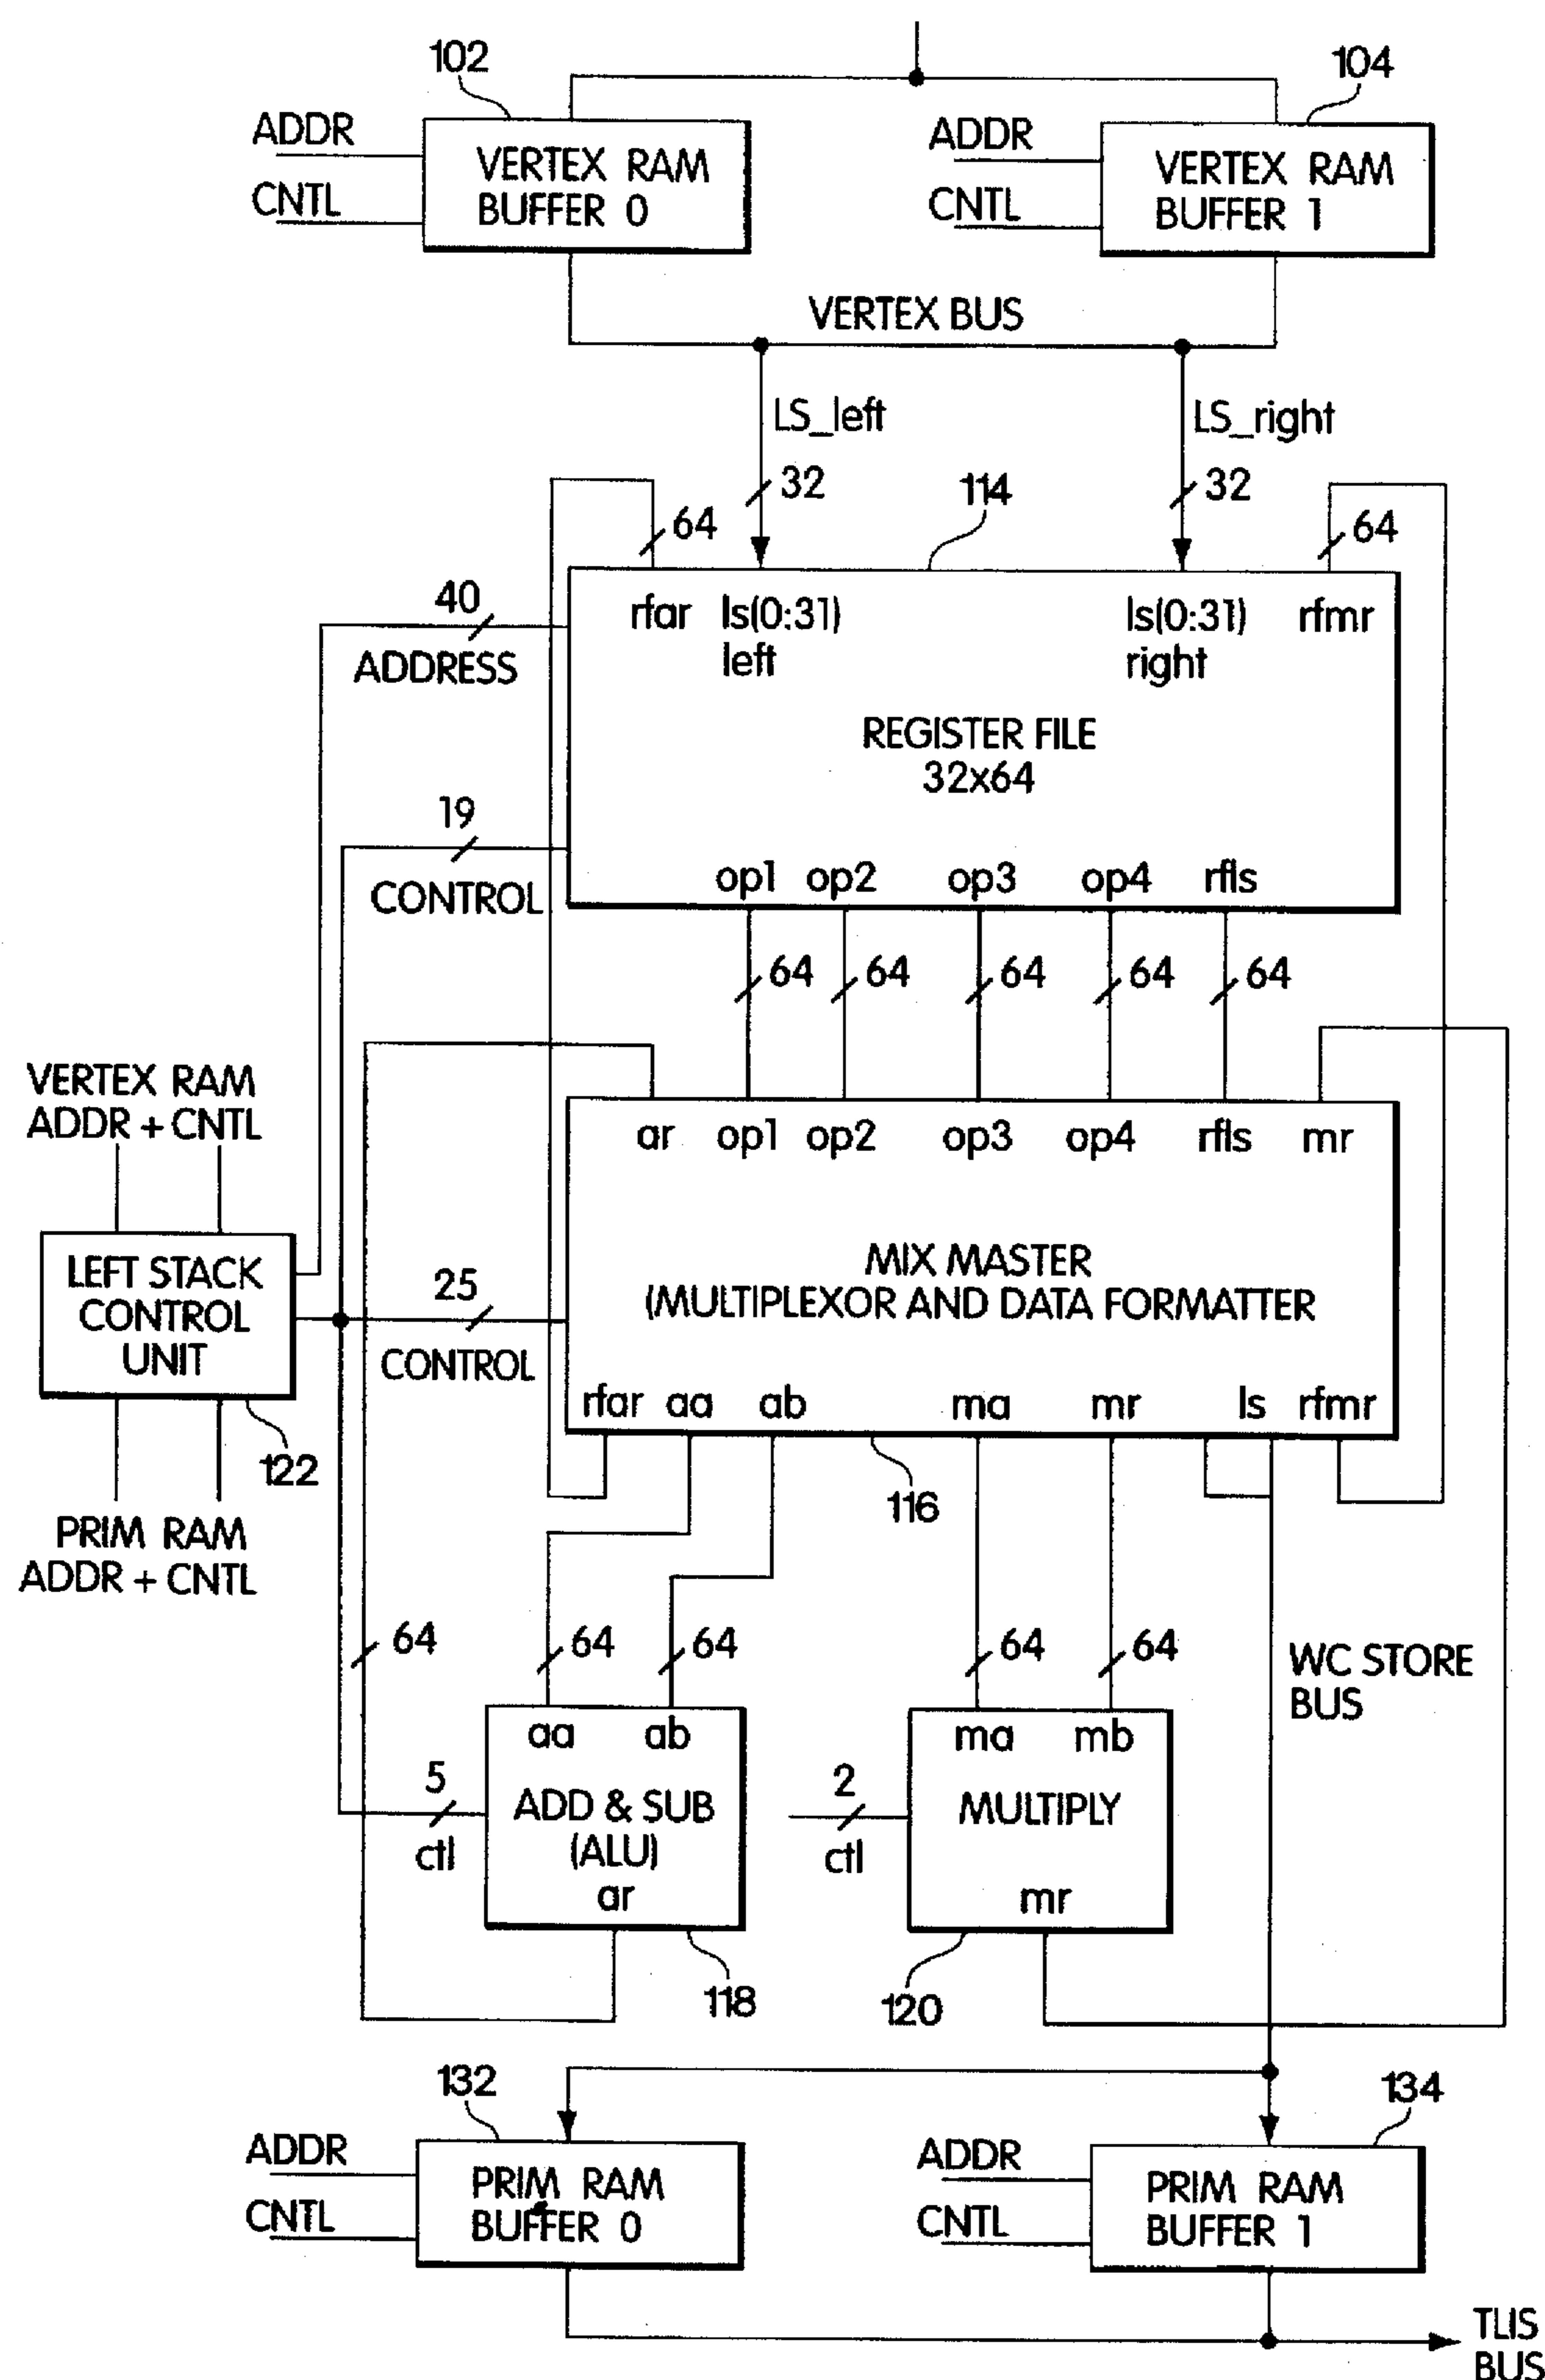 102
104
ADDR
CNTL
VERTEX RAM
BUFFER 0
ADDR
CNTL
VERTEX RAM
BUFFER 1
VERTEX BUS
LS_left
LS_right
32
32
114
64
64
40
ADDRESS
rfar
ls(0:31)
left
ls(0:31)
right
rfmr
REGISTER FILE
32x64
19
CONTROL
op1
op2
op3
op4
rfls
64
64
64
64
64
VERTEX RAM
ADDR + CNTL
ar
op1
op2
op3
op4
rfls
mr
LEFT STACK
CONTROL
UNIT
25
CONTROL
MIX MASTER
(MULTIPLEXOR AND DATA FORMATTER
rfar
aa
ab
ma
mr
ls
rfmr
122
116
PRIM RAM
ADDR + CNTL
64
64
64
64
64
WC STORE
BUS
aa
ab
ma
mb
5
ctl
ADD & SUB
(ALU)
ar
2
ctl
MULTIPLY
mr
118
120
132
134
ADDR
CNTL
PRIM RAM
BUFFER 0
ADDR
CNTL
PRIM RAM
BUFFER 1
TLIS
BUS